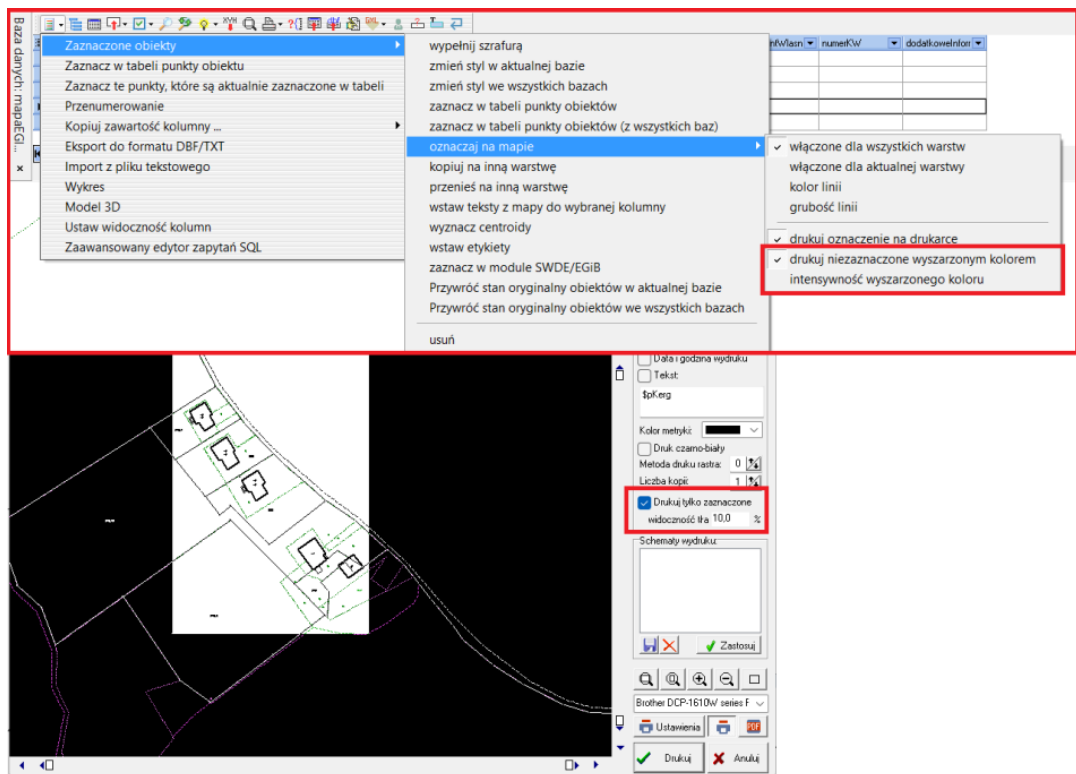 Baza danych: mapaEGI...
ntWlasn
numerKW
dodatkoweInforr
Zaznaczone obiekty
Zaznacz w tabeli punkty obiektu
Zaznacz te punkty, które są aktualnie zaznaczone w tabeli
Przenumerowanie
Kopiuj zawartość kolumny ...
Eksport do formatu DBF/TXT
Import z pliku tekstowego
Wykres
Model 3D
Ustaw widoczność kolumn
Zaawansowany edytor zapytań SQL
wypełnij szrafurą
zmień styl w aktualnej bazie
zmień styl we wszystkich bazach
zaznacz w tabeli punkty obiektów
zaznacz w tabeli punkty obiektów (z wszystkich baz)
oznaczaj na mapie
kopiuj na inną warstwę
przenieś na inną warstwę
wstaw teksty z mapy do wybranej kolumny
wyznacz centroidy
wstaw etykiety
zaznacz w module SWDE/EGiB
Przywróć stan oryginalny obiektów w aktualnej bazie
Przywróć stan oryginalny obiektów we wszystkich bazach
usuń
włączone dla wszystkich warstw
włączone dla aktualnej warstwy
kolor linii
grubość linii
drukuj oznaczenie na drukarce
drukuj niezaznaczone wyszarzonym kolorem
intensywność wyszarzonego koloru
Data i godzina wydruku
Tekst:
$pKerg
Kolor metryki:
Druk czarno-biały
Metoda druku rastra: 0
Liczba kopii: 1
Drukuj tylko zaznaczone
widoczność tła 10,0 %
Schematy wydruku:
Zastosuj
Brother DCP-1610W series F
Ustawienia
PDF
Drukuj
Anuluj